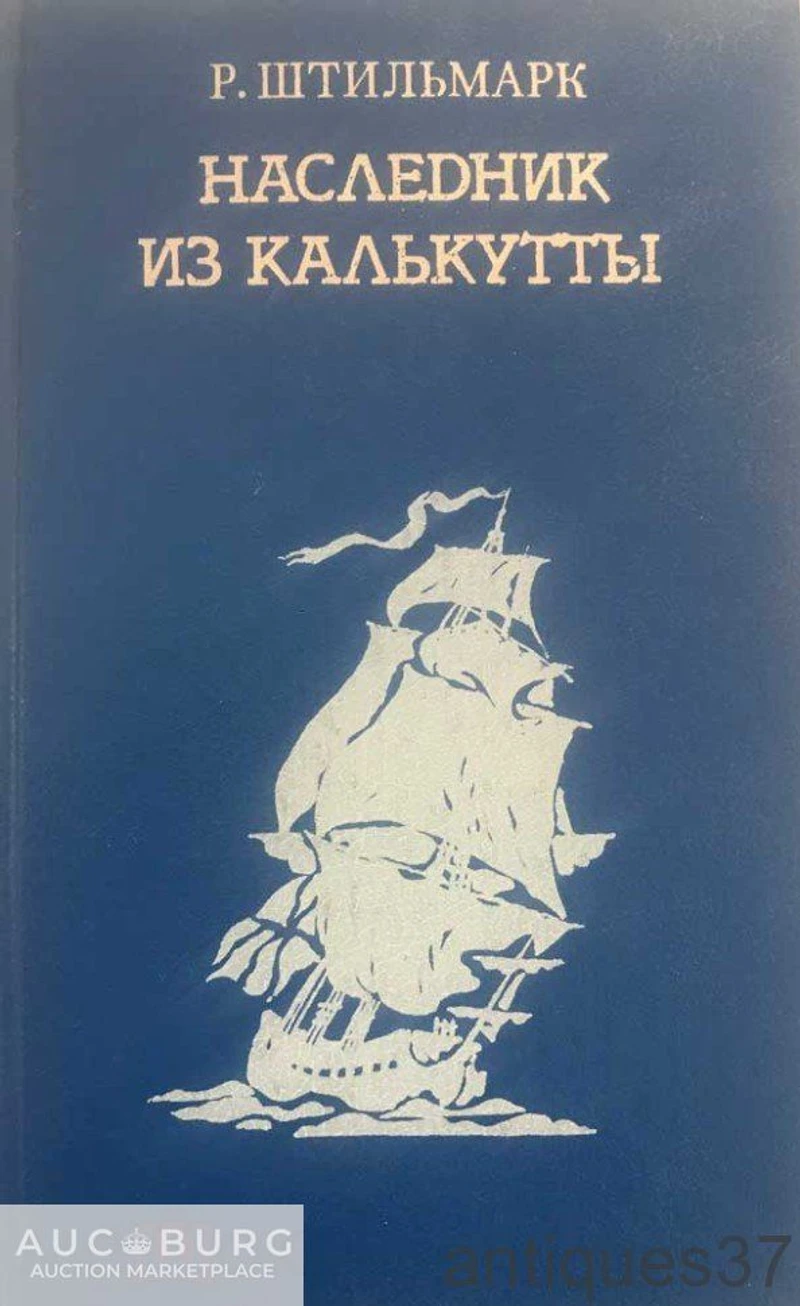 Р. ШТИЛЬМАРК
НАСЛЕДНИК
ИЗ КАЛЬКУТТЫ
AUCBURG
AUCTION MARKETPLACE
antiques37